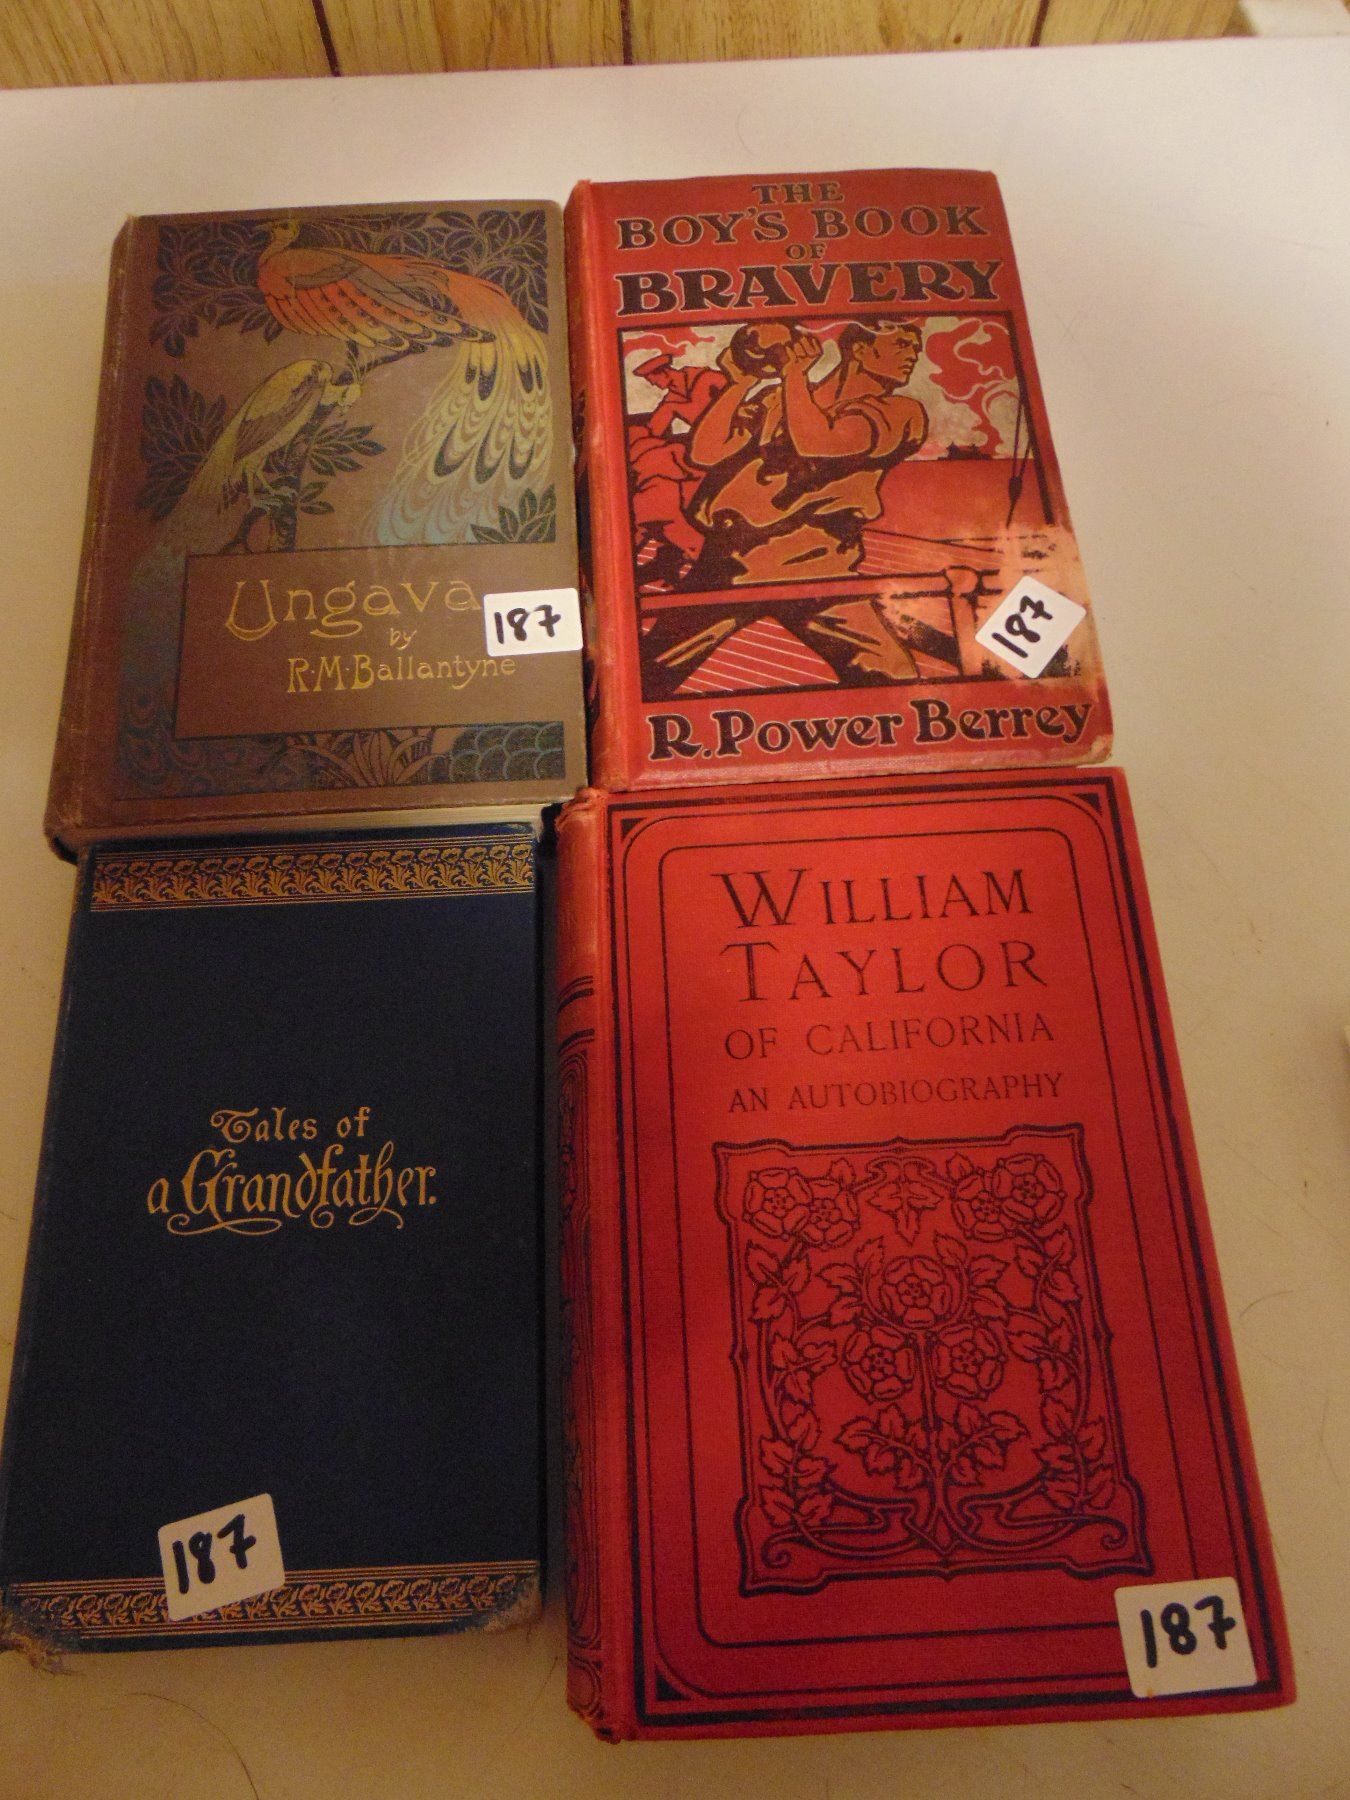 Ungava
by
R.M.Ballantyne
187
THE
BOY'S BOOK
OF
BRAVERY
187
R. Power Berrey
Tales of
a Grandfather.
187
WILLIAM
TAYLOR
OF CALIFORNIA
AN AUTOBIOGRAPHY
187